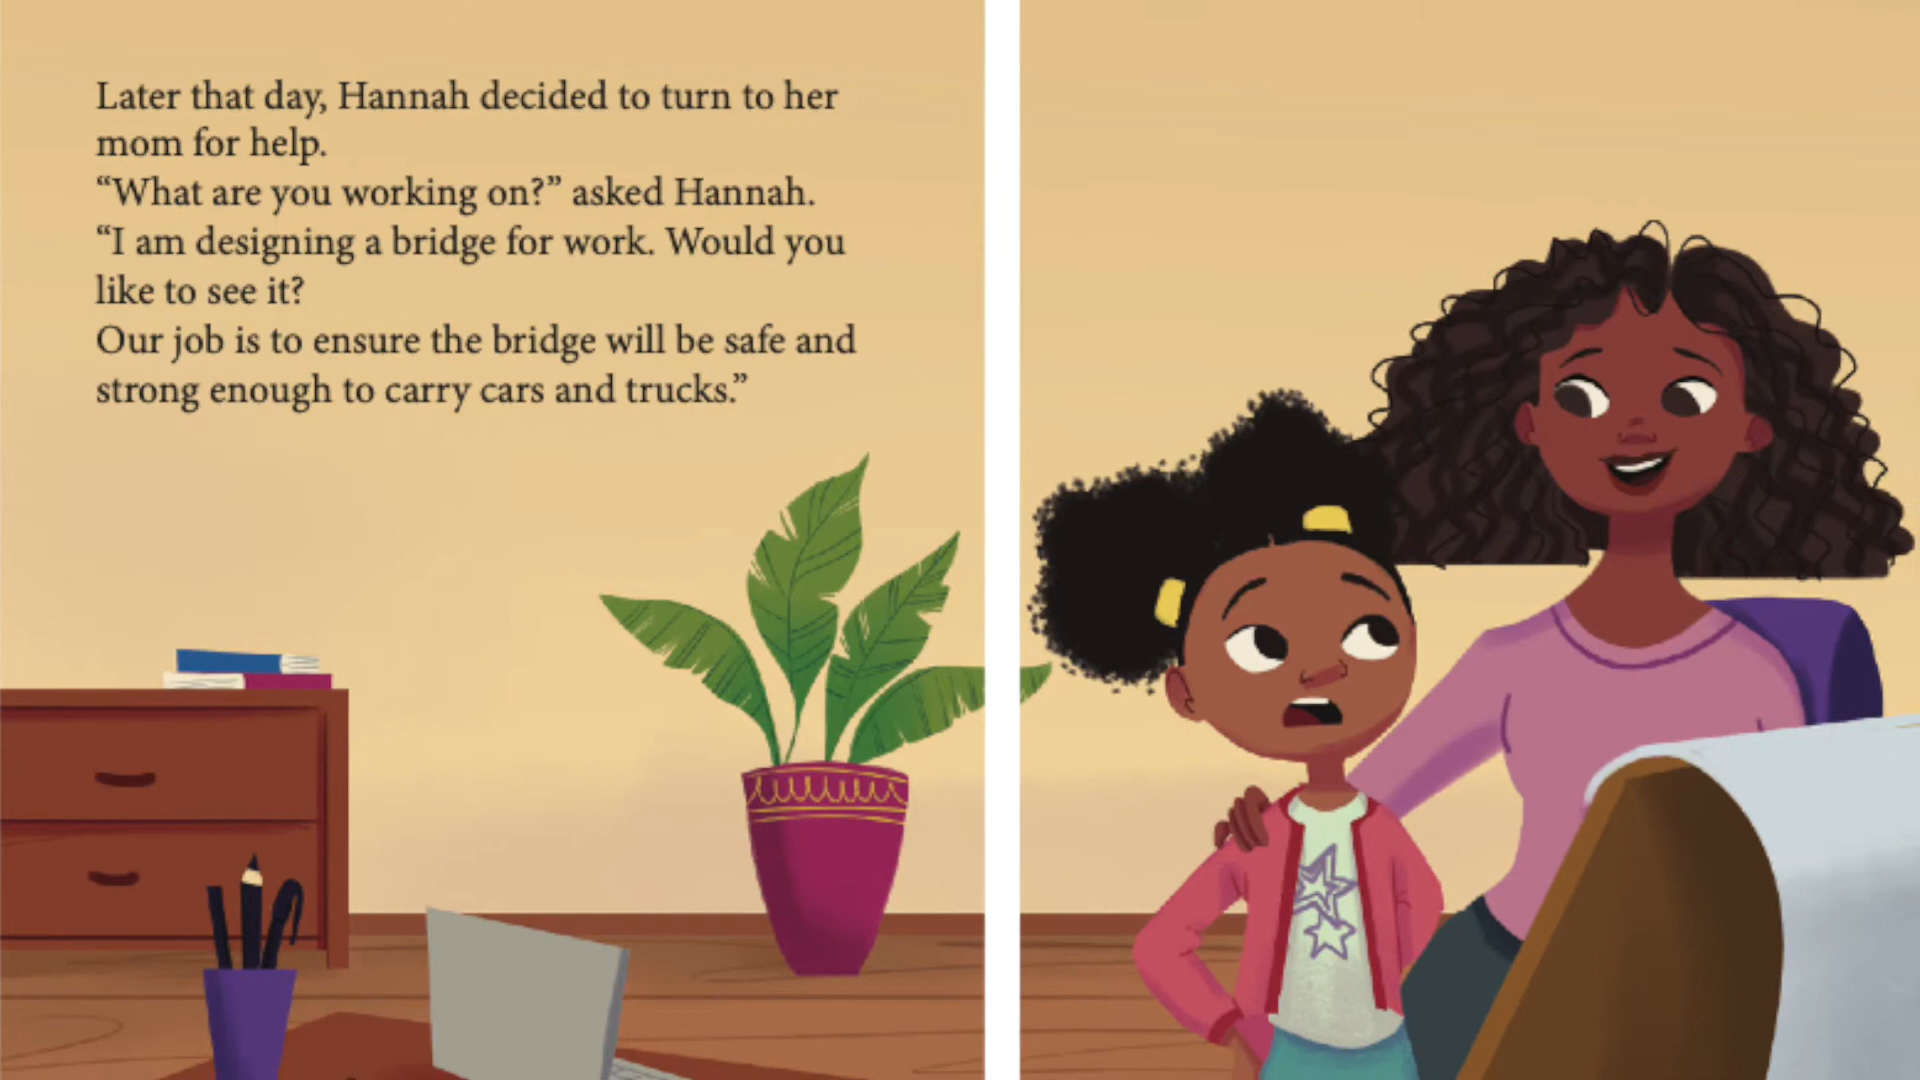 Later that day, Hannah decided to turn to her
mom for help.
“What are you working on?” asked Hannah.
“I am designing a bridge for work. Would you
like to see it?
Our job is to ensure the bridge will be safe and
strong enough to carry cars and trucks.”